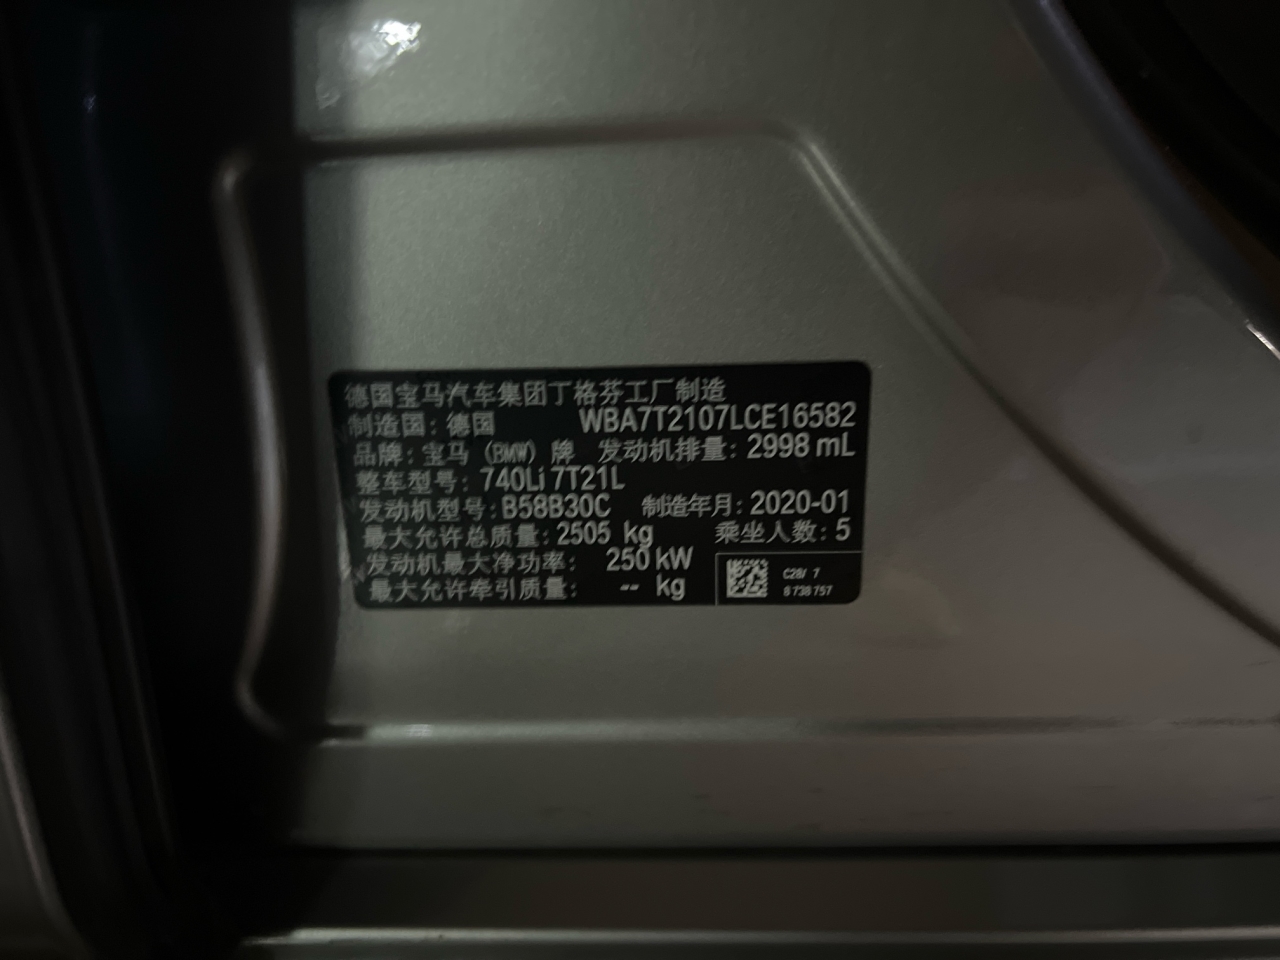 德国宝马汽车集团丁格芬工厂制造
制造国：德国 WBA7T2107LCE16582
品牌：宝马（BMW）牌 发动机排量：2998 mL
整车型号：740Li 7T21L
发动机型号：B58B30C 制造年月：2020-01
最大允许总质量：2505 kg 乘坐人数：5
发动机最大净功率： 250 kW
最大允许牵引质量： -- kg
C28/ 7
8 738 757